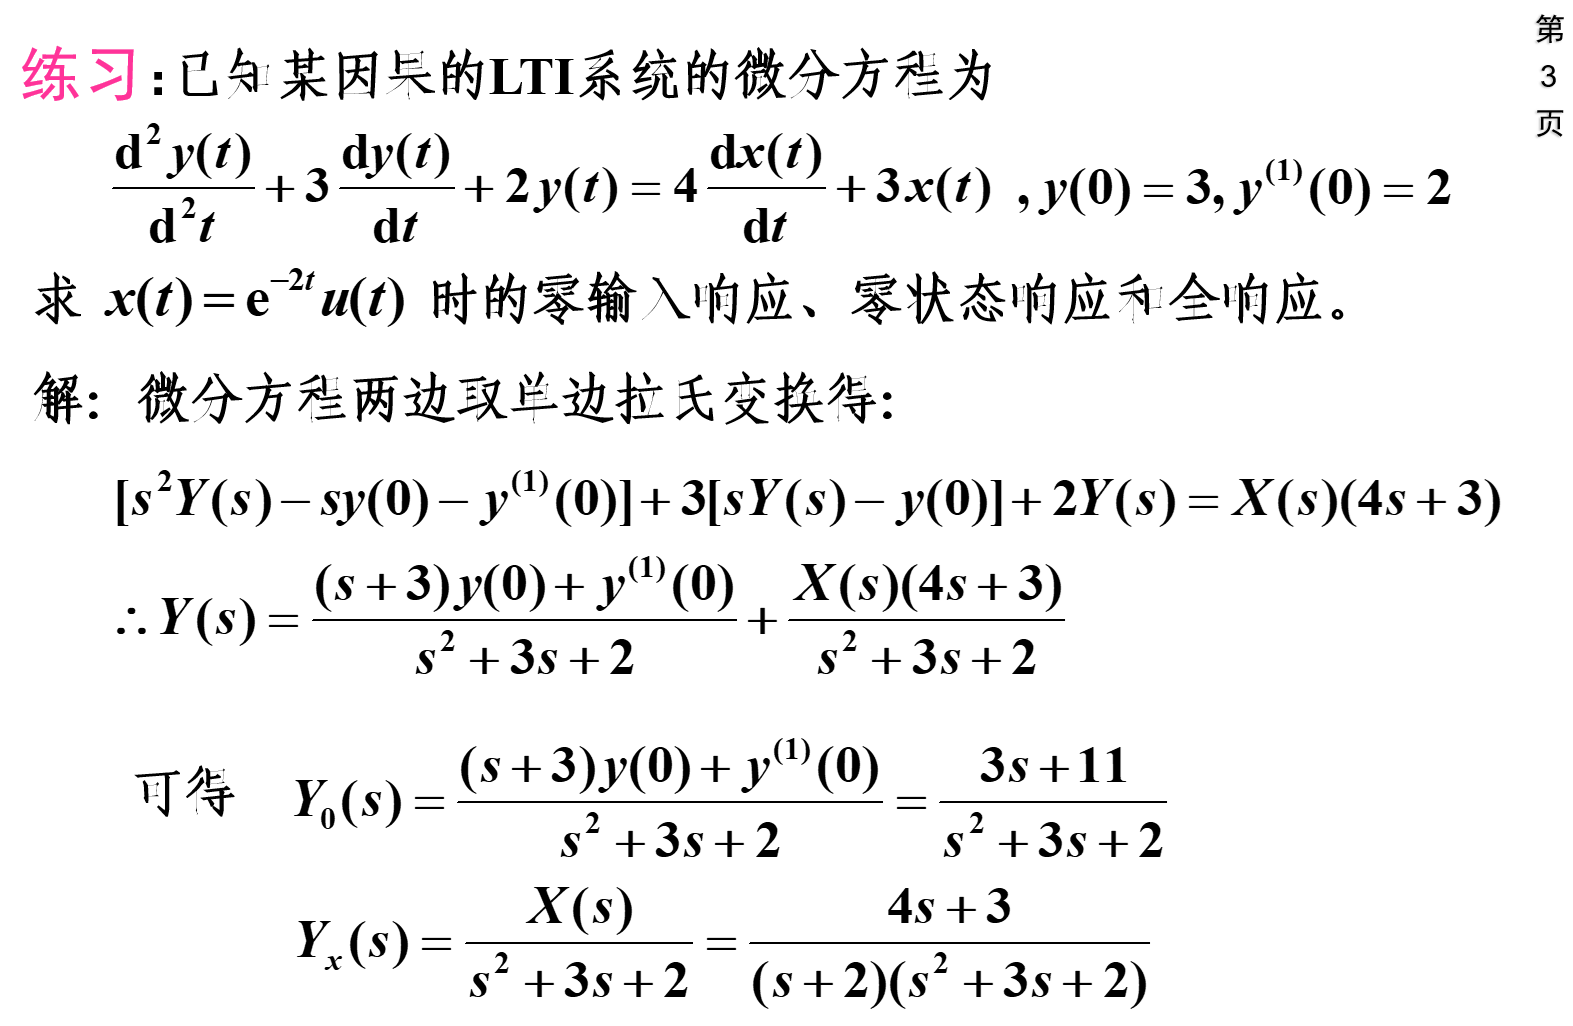 第3页
练习:已知某因果的LTI系统的微分方程为
\frac{d^2 y(t)}{d^2 t} + 3\frac{dy(t)}{dt} + 2y(t) = 4\frac{dx(t)}{dt} + 3x(t) , y(0) = 3, y^{(1)}(0) = 2
求 x(t) = e^{-2t} u(t) 时的零输入响应、零状态响应和全响应。
解: 微分方程两边取单边拉氏变换得:
[s^2 Y(s) - sy(0) - y^{(1)}(0)] + 3[sY(s) - y(0)] + 2Y(s) = X(s)(4s + 3)
∴ Y(s) = \frac{(s+3)y(0) + y^{(1)}(0)}{s^2 + 3s + 2} + \frac{X(s)(4s+3)}{s^2 + 3s + 2}
可得 Y_0(s) = \frac{(s+3)y(0) + y^{(1)}(0)}{s^2 + 3s + 2} = \frac{3s + 11}{s^2 + 3s + 2}
Y_x(s) = \frac{X(s)}{s^2 + 3s + 2} = \frac{4s + 3}{(s+2)(s^2 + 3s + 2)}